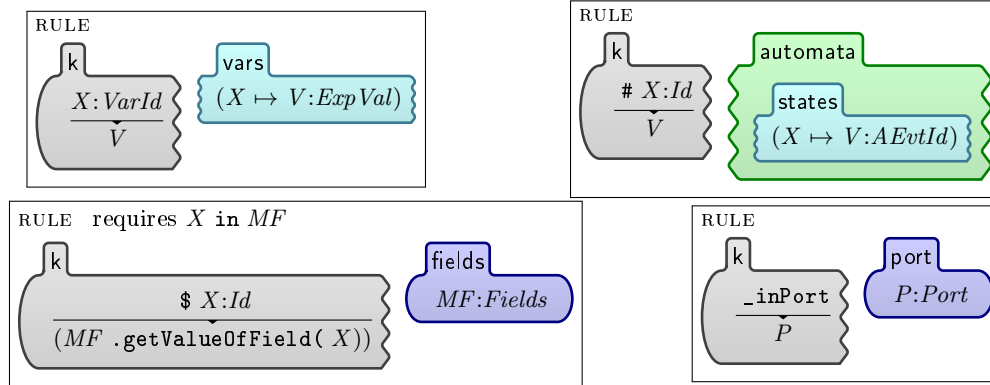 RULE
k
vars
X:VarId
V
(X ↦ V:ExpVal)
RULE
k
automata
states
# X:Id
V
(X ↦ V:AEvtId)
RULE requires X in MF
k
fields
$ X:Id
(MF .getValueOfField( X))
MF:Fields
RULE
k
port
_inPort
P
P:Port